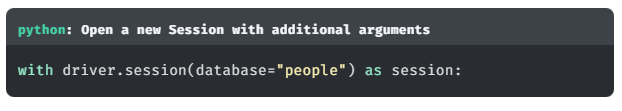 python: Open a new Session with additional arguments
with driver.session(database="people") as session: